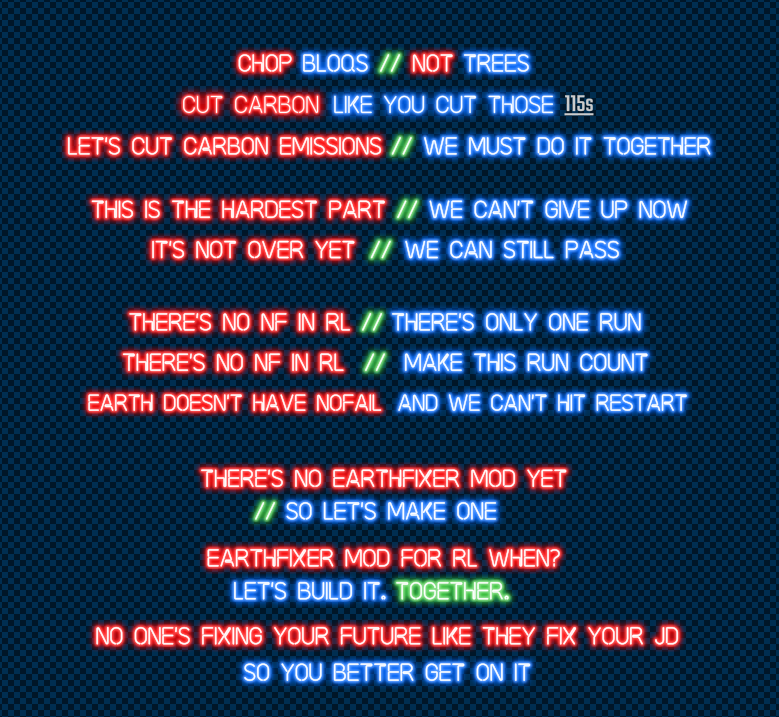 CHOP BLOQS // NOT TREES
CUT CARBON LIKE YOU CUT THOSE 115s
LET'S CUT CARBON EMISSIONS // WE MUST DO IT TOGETHER
THIS IS THE HARDEST PART // WE CAN'T GIVE UP NOW
IT'S NOT OVER YET // WE CAN STILL PASS
THERE'S NO NF IN RL // THERE'S ONLY ONE RUN
THERE'S NO NF IN RL // MAKE THIS RUN COUNT
EARTH DOESN'T HAVE NOFAIL AND WE CAN'T HIT RESTART
THERE'S NO EARTHFIXER MOD YET
// SO LET'S MAKE ONE
EARTHFIXER MOD FOR RL WHEN?
LET'S BUILD IT. TOGETHER.
NO ONE'S FIXING YOUR FUTURE LIKE THEY FIX YOUR JD
SO YOU BETTER GET ON IT